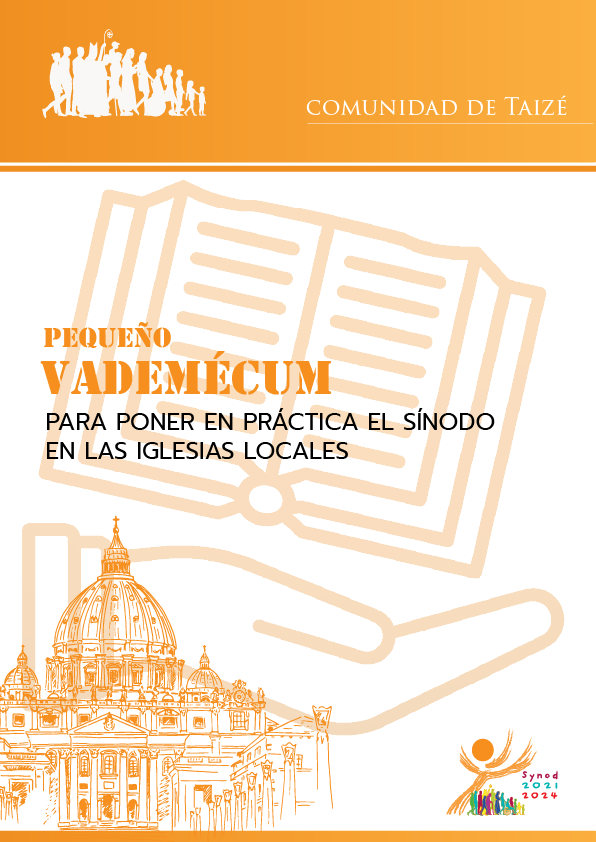 COMUNIDAD DE TAIZÉ
PEQUEÑO
VADEMÉCUM
PARA PONER EN PRÁCTICA EL SÍNODO
EN LAS IGLESIAS LOCALES
Synod
2021
2024